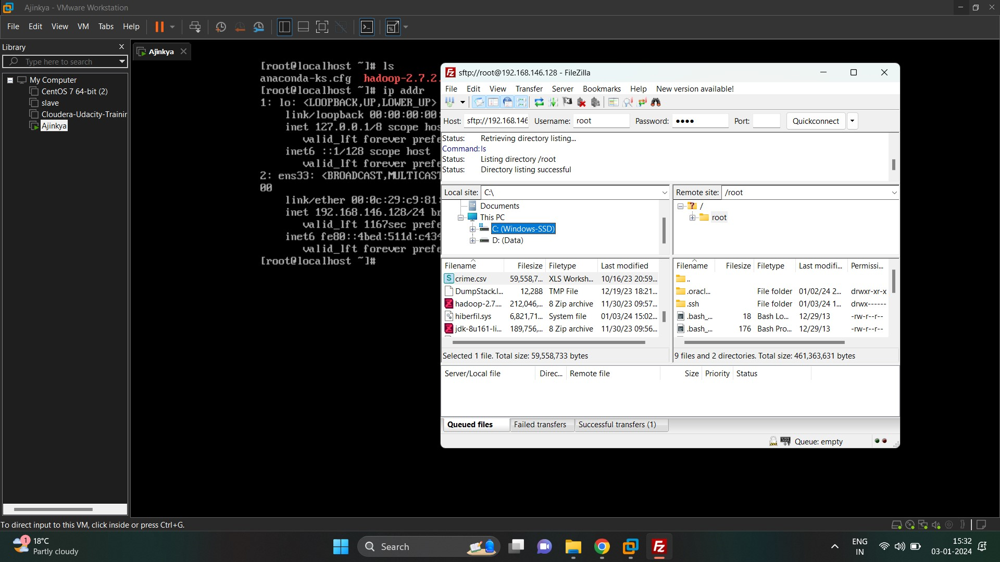 Ajinkya - VMware Workstation
File Edit View VM Tabs Help
Library
Type here to search
My Computer
CentOS 7 64-bit (2)
slave
Cloudera-Udacity-Trainir
Ajinkya
Ajinkya
[root@localhost ~]# ls
anaconda-ks.cfg hadoop-2.7.2.
[root@localhost ~]# ip addr
1: lo: <LOOPBACK,UP,LOWER_UP>
link/loopback 00:00:00:00:
inet 127.0.0.1/8 scope hos
valid_lft forever prefe
inet6 ::1/128 scope host
valid_lft forever prefe
2: ens33: <BROADCAST,MULTICAST
00
link/ether 00:0c:29:c9:81:
inet 192.168.146.128/24 br
valid_lft 1167sec prefe
inet6 fe80::4bed:511d:c434
valid_lft forever prefe
[root@localhost ~]#
sftp://root@192.168.146.128 - FileZilla
File Edit View Transfer Server Bookmarks Help New version available!
Host: sftp://192.168.146 Username: root Password: ●●●● Port: Quickconnect
Status: Retrieving directory listing...
Command: ls
Status: Listing directory /root
Status: Directory listing successful
Local site: C:\
Documents
This PC
C: (Windows-SSD)
D: (Data)
Remote site: /root
/
root
Filename Filesize Filetype Last modified
crime.csv 59,558,7... XLS Worksh... 10/16/23 20:59...
DumpStack.l... 12,288 TMP File 12/19/23 18:21...
hadoop-2.7.... 212,046,... 8 Zip archive 11/30/23 09:57...
hiberfil.sys 6,821,71... System file 01/03/24 15:02...
jdk-8u161-li... 189,756,... 8 Zip archive 11/30/23 09:56...
Selected 1 file. Total size: 59,558,733 bytes
Filename Filesize Filetype Last modifi... Permissi...
..
.oracl... File folder 01/02/24 2... drwxr-xr-x
.ssh File folder 01/03/24 1... drwx------
.bash_... 18 Bash Lo... 12/29/13 -rw-r--r--
.bash_... 176 Bash Pro... 12/29/13 -rw-r--r--
9 files and 2 directories. Total size: 461,363,631 bytes
Server/Local file Direc... Remote file Size Priority Status
Queued files Failed transfers Successful transfers (1)
Queue: empty
To direct input to this VM, click inside or press Ctrl+G.
1
18°C
Partly cloudy
Search
ENG
IN
15:32
03-01-2024